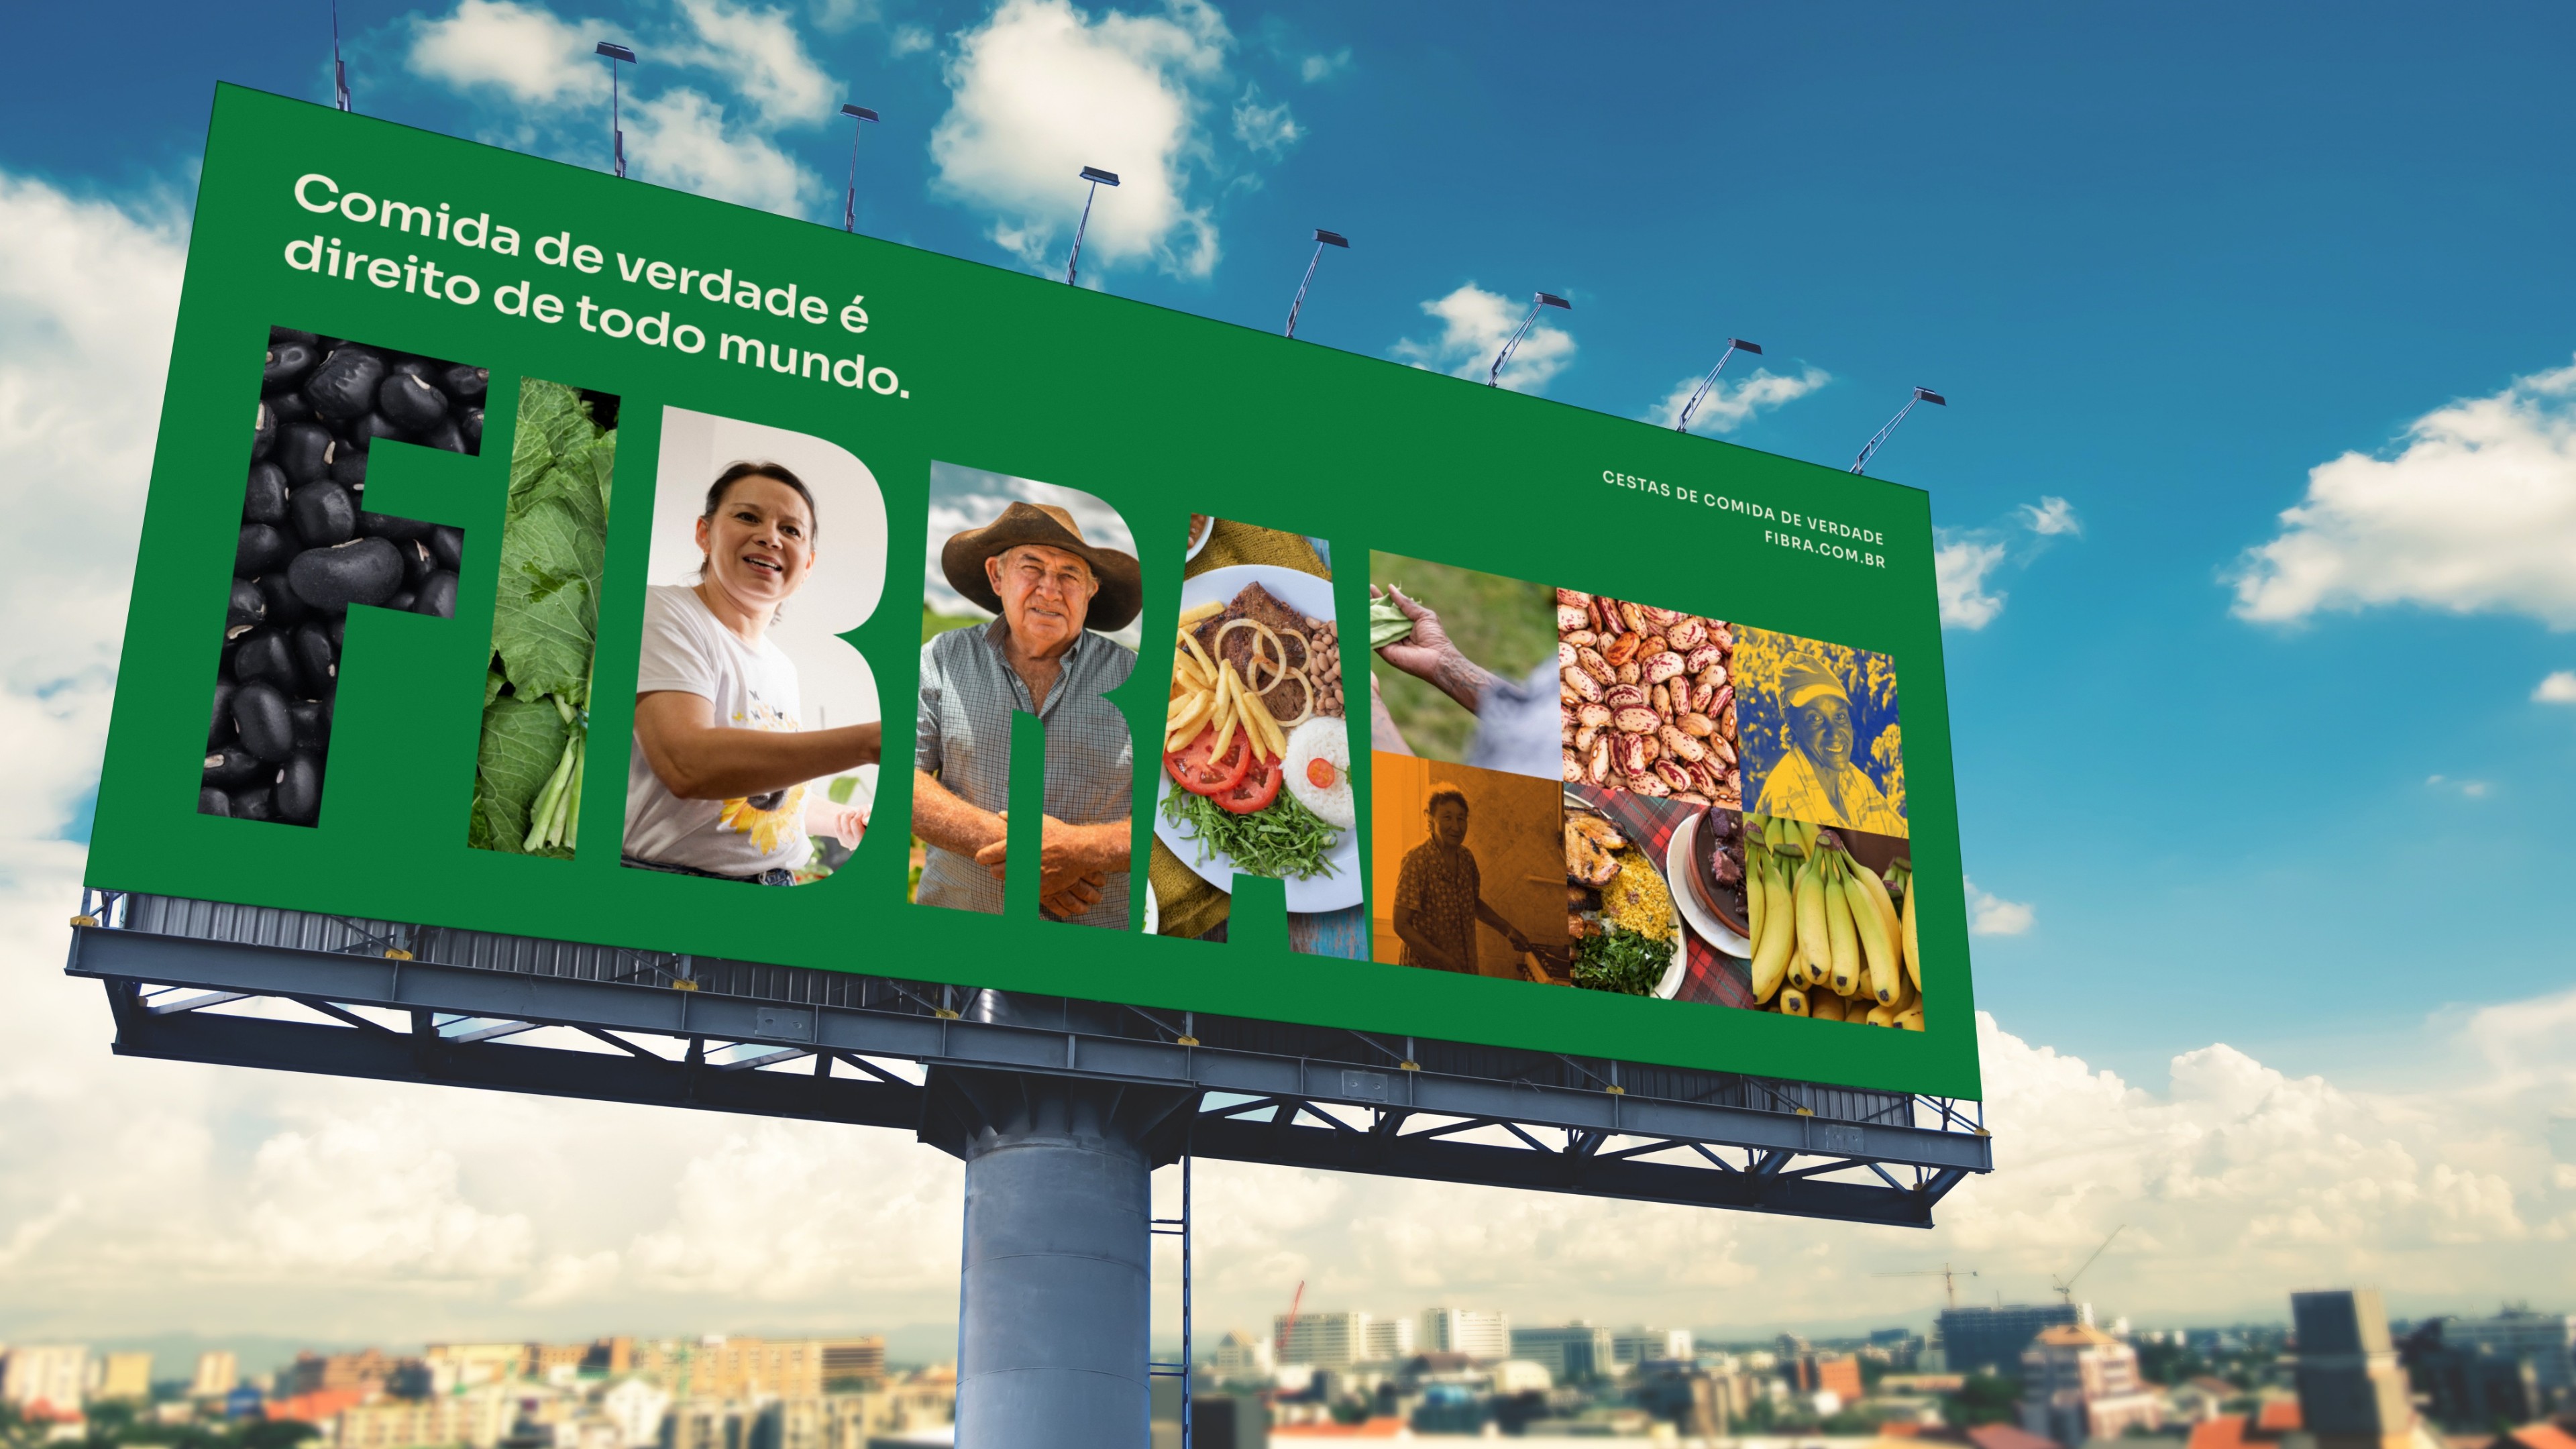 Comida de verdade é
direito de todo mundo.
CESTAS DE COMIDA DE VERDADE
FIBRA.COM.BR
FIBRA